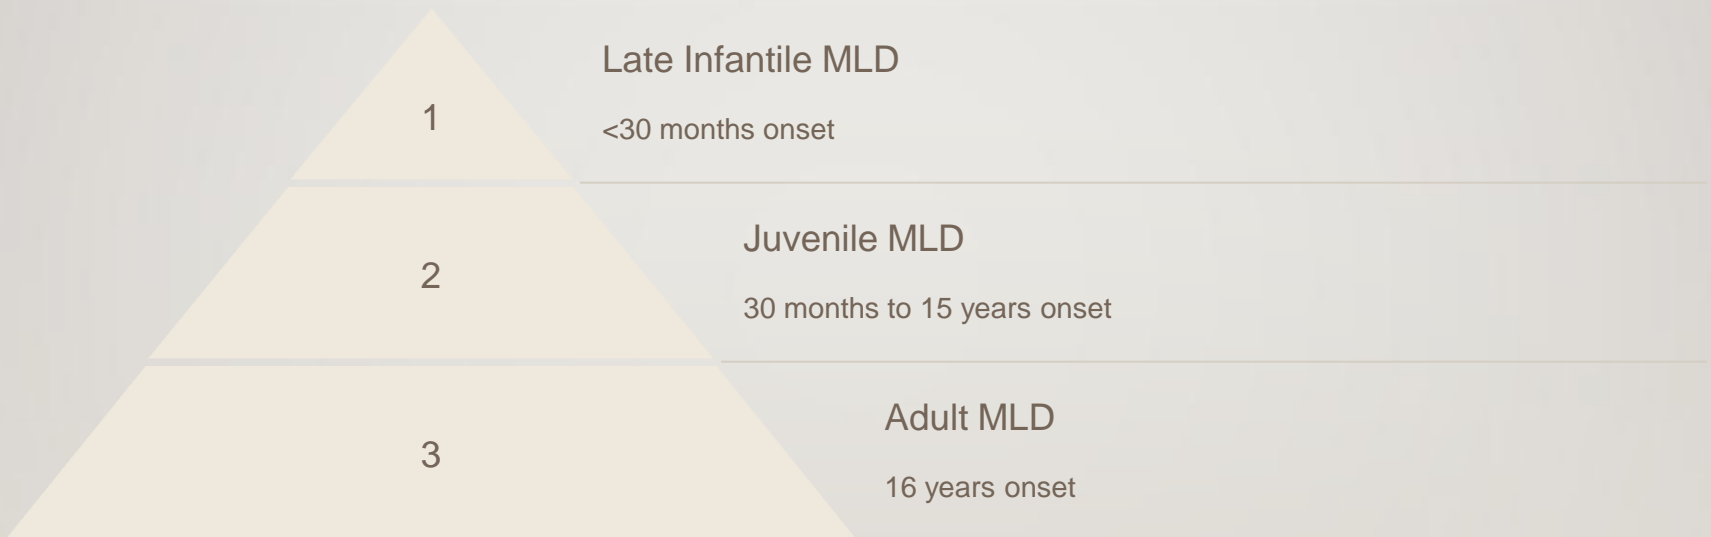 1
Late Infantile MLD
<30 months onset
2
Juvenile MLD
30 months to 15 years onset
3
Adult MLD
16 years onset